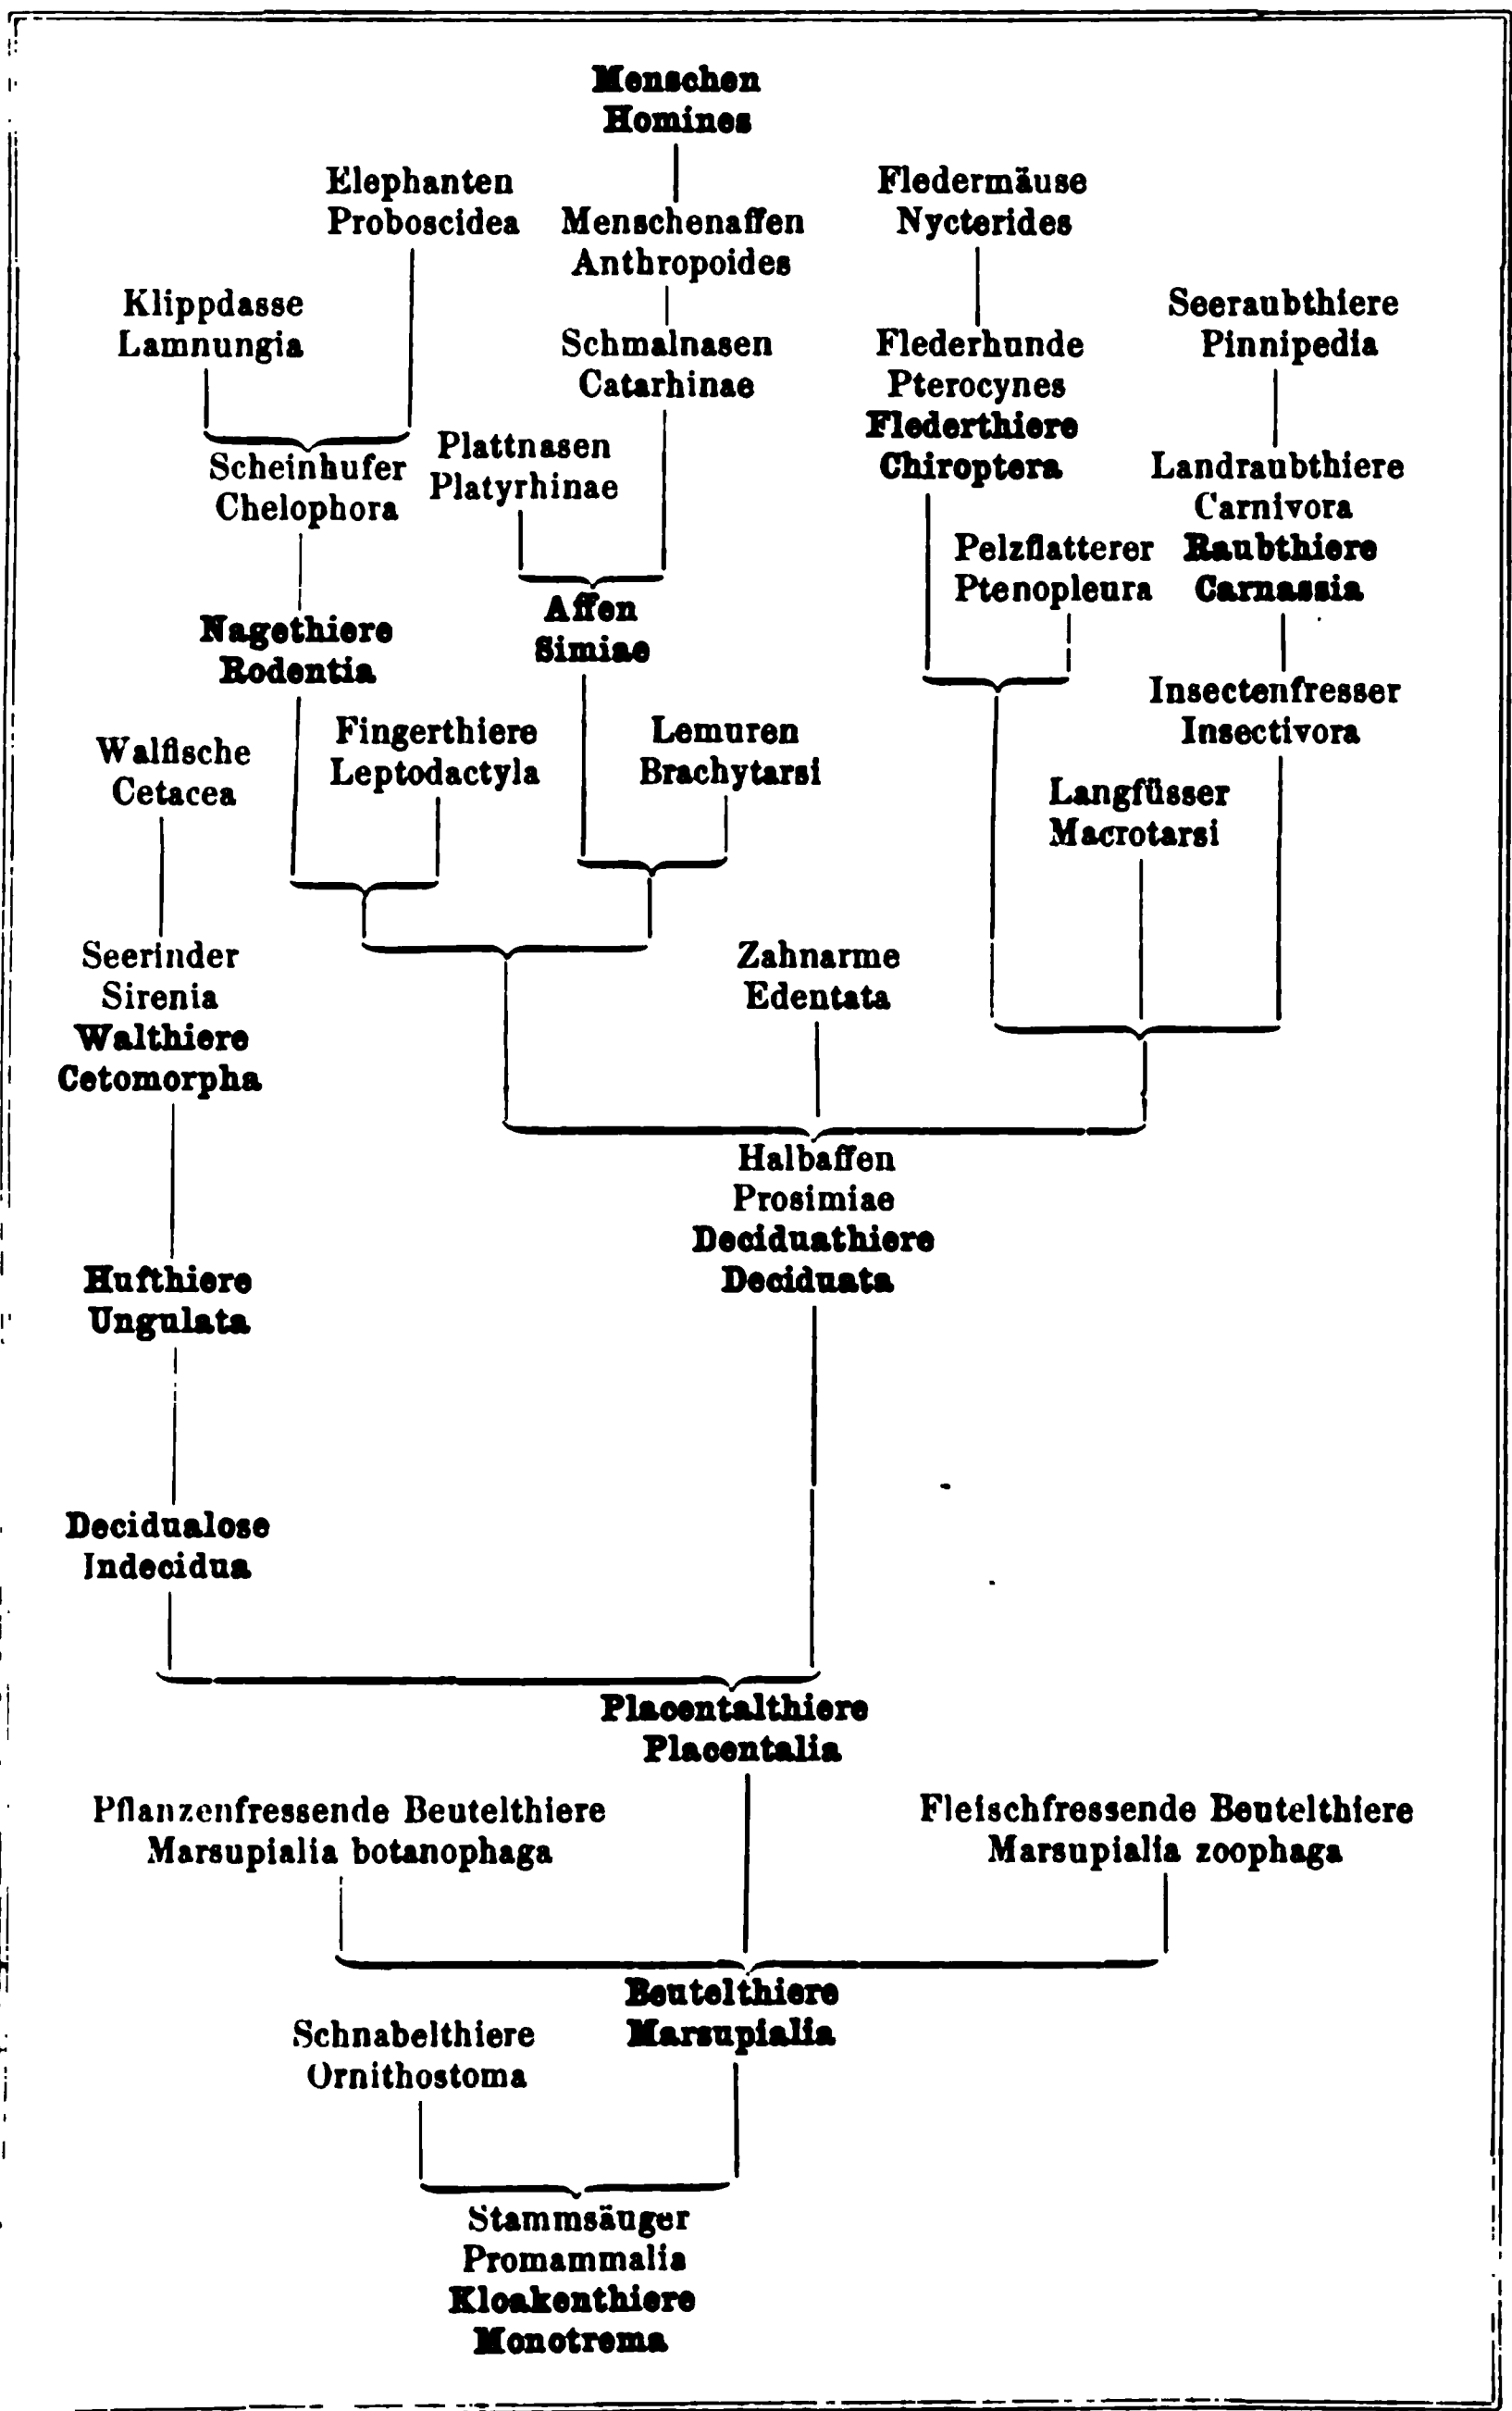 Menschen
Homines
Elephanten
Proboscidea
Menschenaffen
Anthropoides
Fledermäuse
Nycterides
Klippdasse
Lamnungia
Schmalnasen
Catarhinae
Flederhunde
Pterocynes
Flederthiere
Chiroptera
Seeraubthiere
Pinnipedia
Scheinhufer
Chelophora
Plattnasen
Platyrhinae
Landraubthiere
Carnivora
Raubthiere
Carnassia
Pelzflatterer
Ptenopleura
Nagethiere
Rodentia
Affen
Simiae
Insectenfresser
Insectivora
Walfische
Cetacea
Fingerthiere
Leptodactyla
Lemuren
Brachytarsi
Langfüsser
Macrotarsi
Seerinder
Sirenia
Walthiere
Cetomorpha
Zahnarme
Edentata
Halbaffen
Prosimiae
Deciduathiere
Deciduata
Hufthiere
Ungulata
Decidualose
Indecidua
Placentalthiere
Placentalia
Pflanzenfressende Beutelthiere
Marsupialia botanophaga
Fleischfressende Beutelthiere
Marsupialia zoophaga
Beutelthiere
Marsupialia
Schnabelthiere
Ornithostoma
Stammsäuger
Promammalia
Kloakenthiere
Monotrema